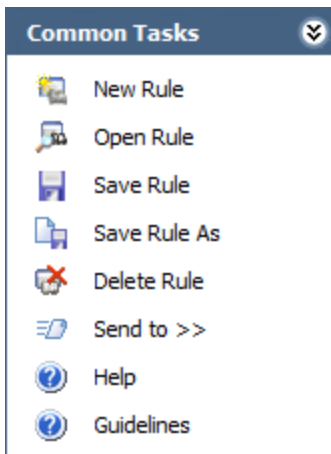 Common Tasks
New Rule
Open Rule
Save Rule
Save Rule As
Delete Rule
Send to >>
Help
Guidelines